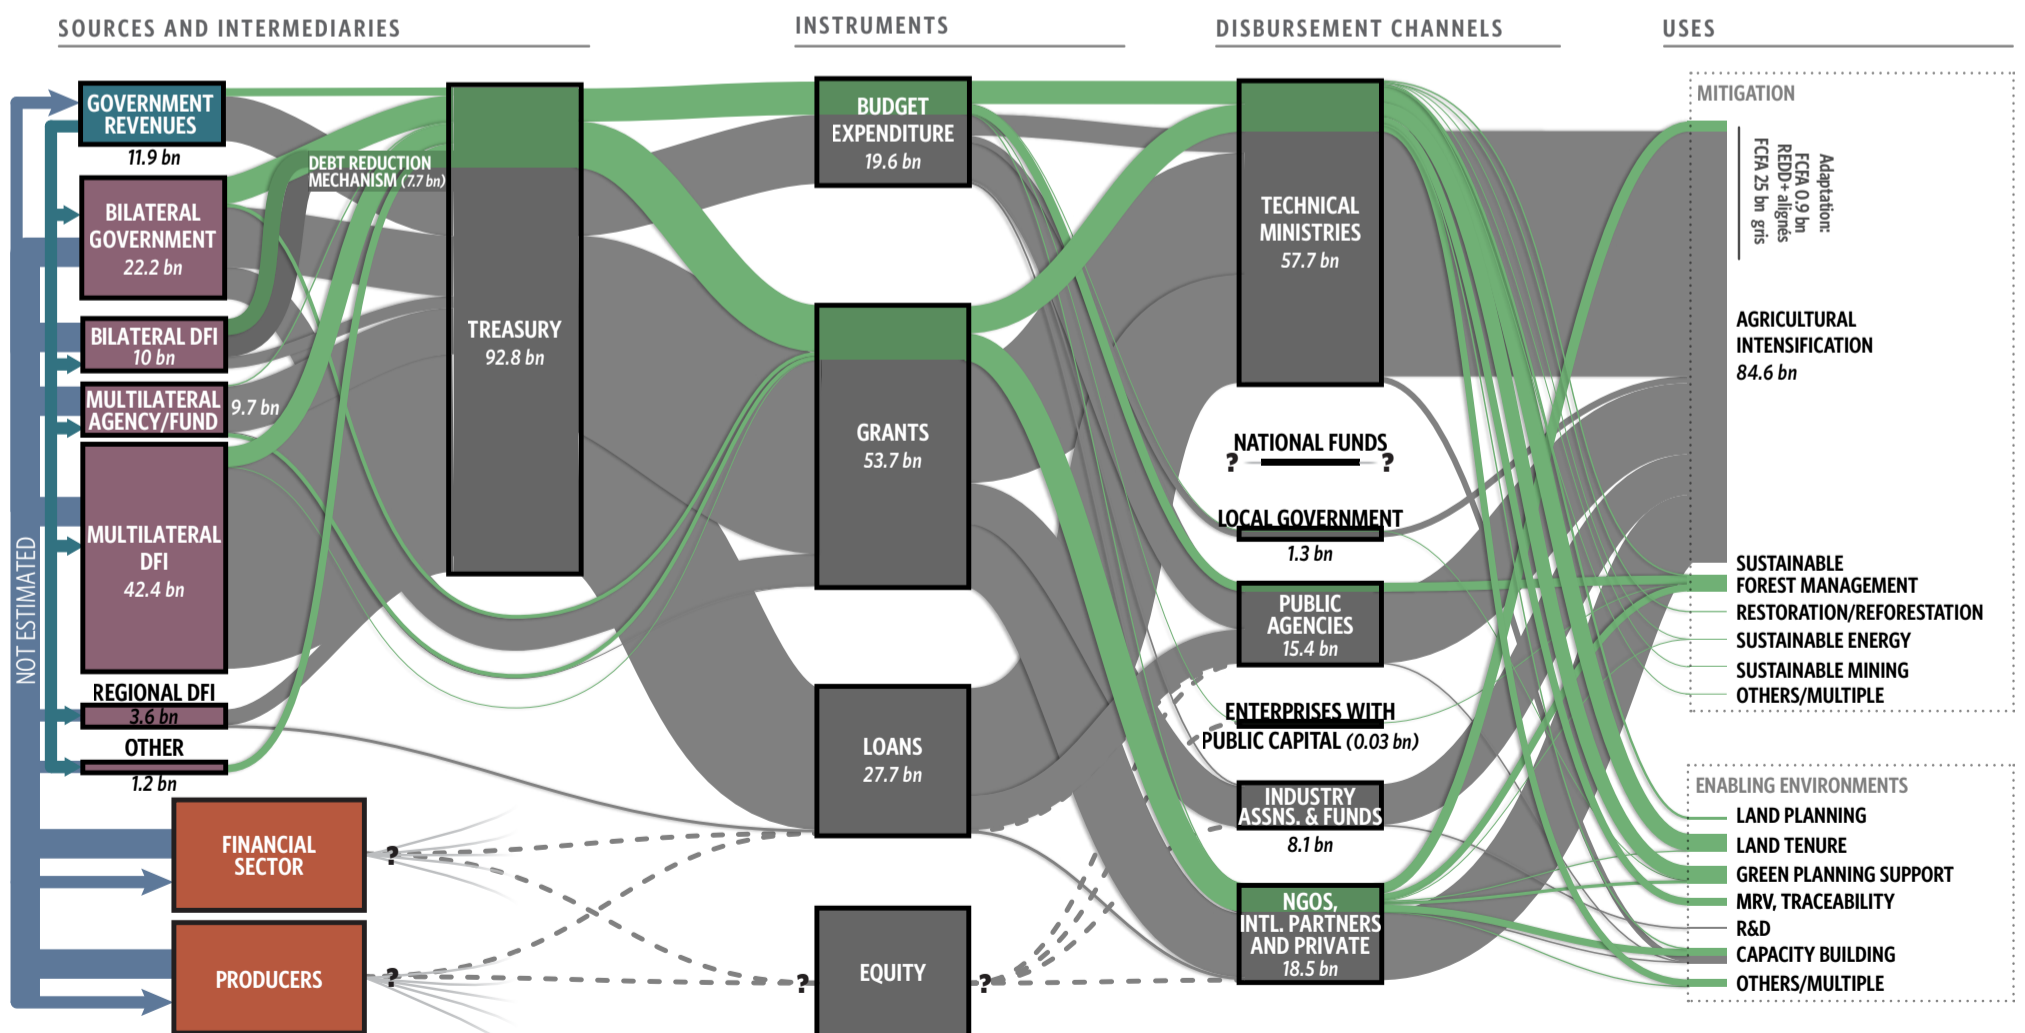 SOURCES AND INTERMEDIARIES
INSTRUMENTS
DISBURSEMENT CHANNELS
USES
GOVERNMENT
REVENUES
11.9 bn
BILATERAL
GOVERNMENT
22.2 bn
BILATERAL DFI
10 bn
MULTILATERAL
AGENCY/FUND
9.7 bn
MULTILATERAL
DFI
42.4 bn
REGIONAL DFI
3.6 bn
OTHER
1.2 bn
FINANCIAL
SECTOR
?
PRODUCERS
?
NOT ESTIMATED
DEBT REDUCTION
MECHANISM (7.7 bn)
TREASURY
92.8 bn
BUDGET
EXPENDITURE
19.6 bn
GRANTS
53.7 bn
LOANS
27.7 bn
? EQUITY ?
TECHNICAL
MINISTRIES
57.7 bn
NATIONAL FUNDS
? ?
LOCAL GOVERNMENT
1.3 bn
PUBLIC
AGENCIES
15.4 bn
ENTERPRISES WITH
PUBLIC CAPITAL (0.03 bn)
INDUSTRY
ASSNS. & FUNDS
8.1 bn
NGOS,
INTL. PARTNERS
AND PRIVATE
18.5 bn
MITIGATION
Adaptation:
FCFA 0.9 bn
REDD+ alignés
FCFA 25 bn gris
AGRICULTURAL
INTENSIFICATION
84.6 bn
SUSTAINABLE
FOREST MANAGEMENT
RESTORATION/REFORESTATION
SUSTAINABLE ENERGY
SUSTAINABLE MINING
OTHERS/MULTIPLE
ENABLING ENVIRONMENTS
LAND PLANNING
LAND TENURE
GREEN PLANNING SUPPORT
MRV, TRACEABILITY
R&D
CAPACITY BUILDING
OTHERS/MULTIPLE